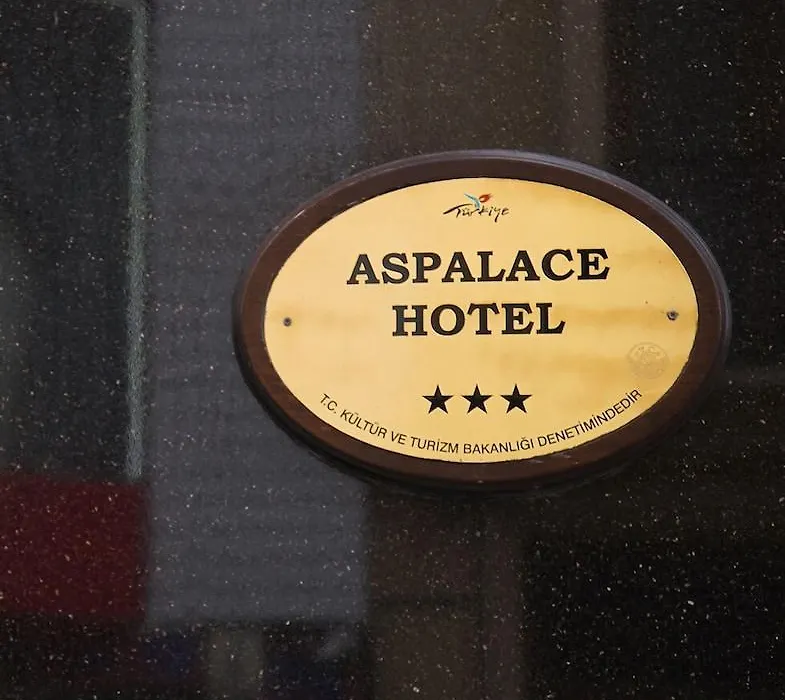 Türkiye
ASPALACE
HOTEL
T.C. KÜLTÜR VE TURİZM BAKANLIĞI DENETİMİNDEDİR